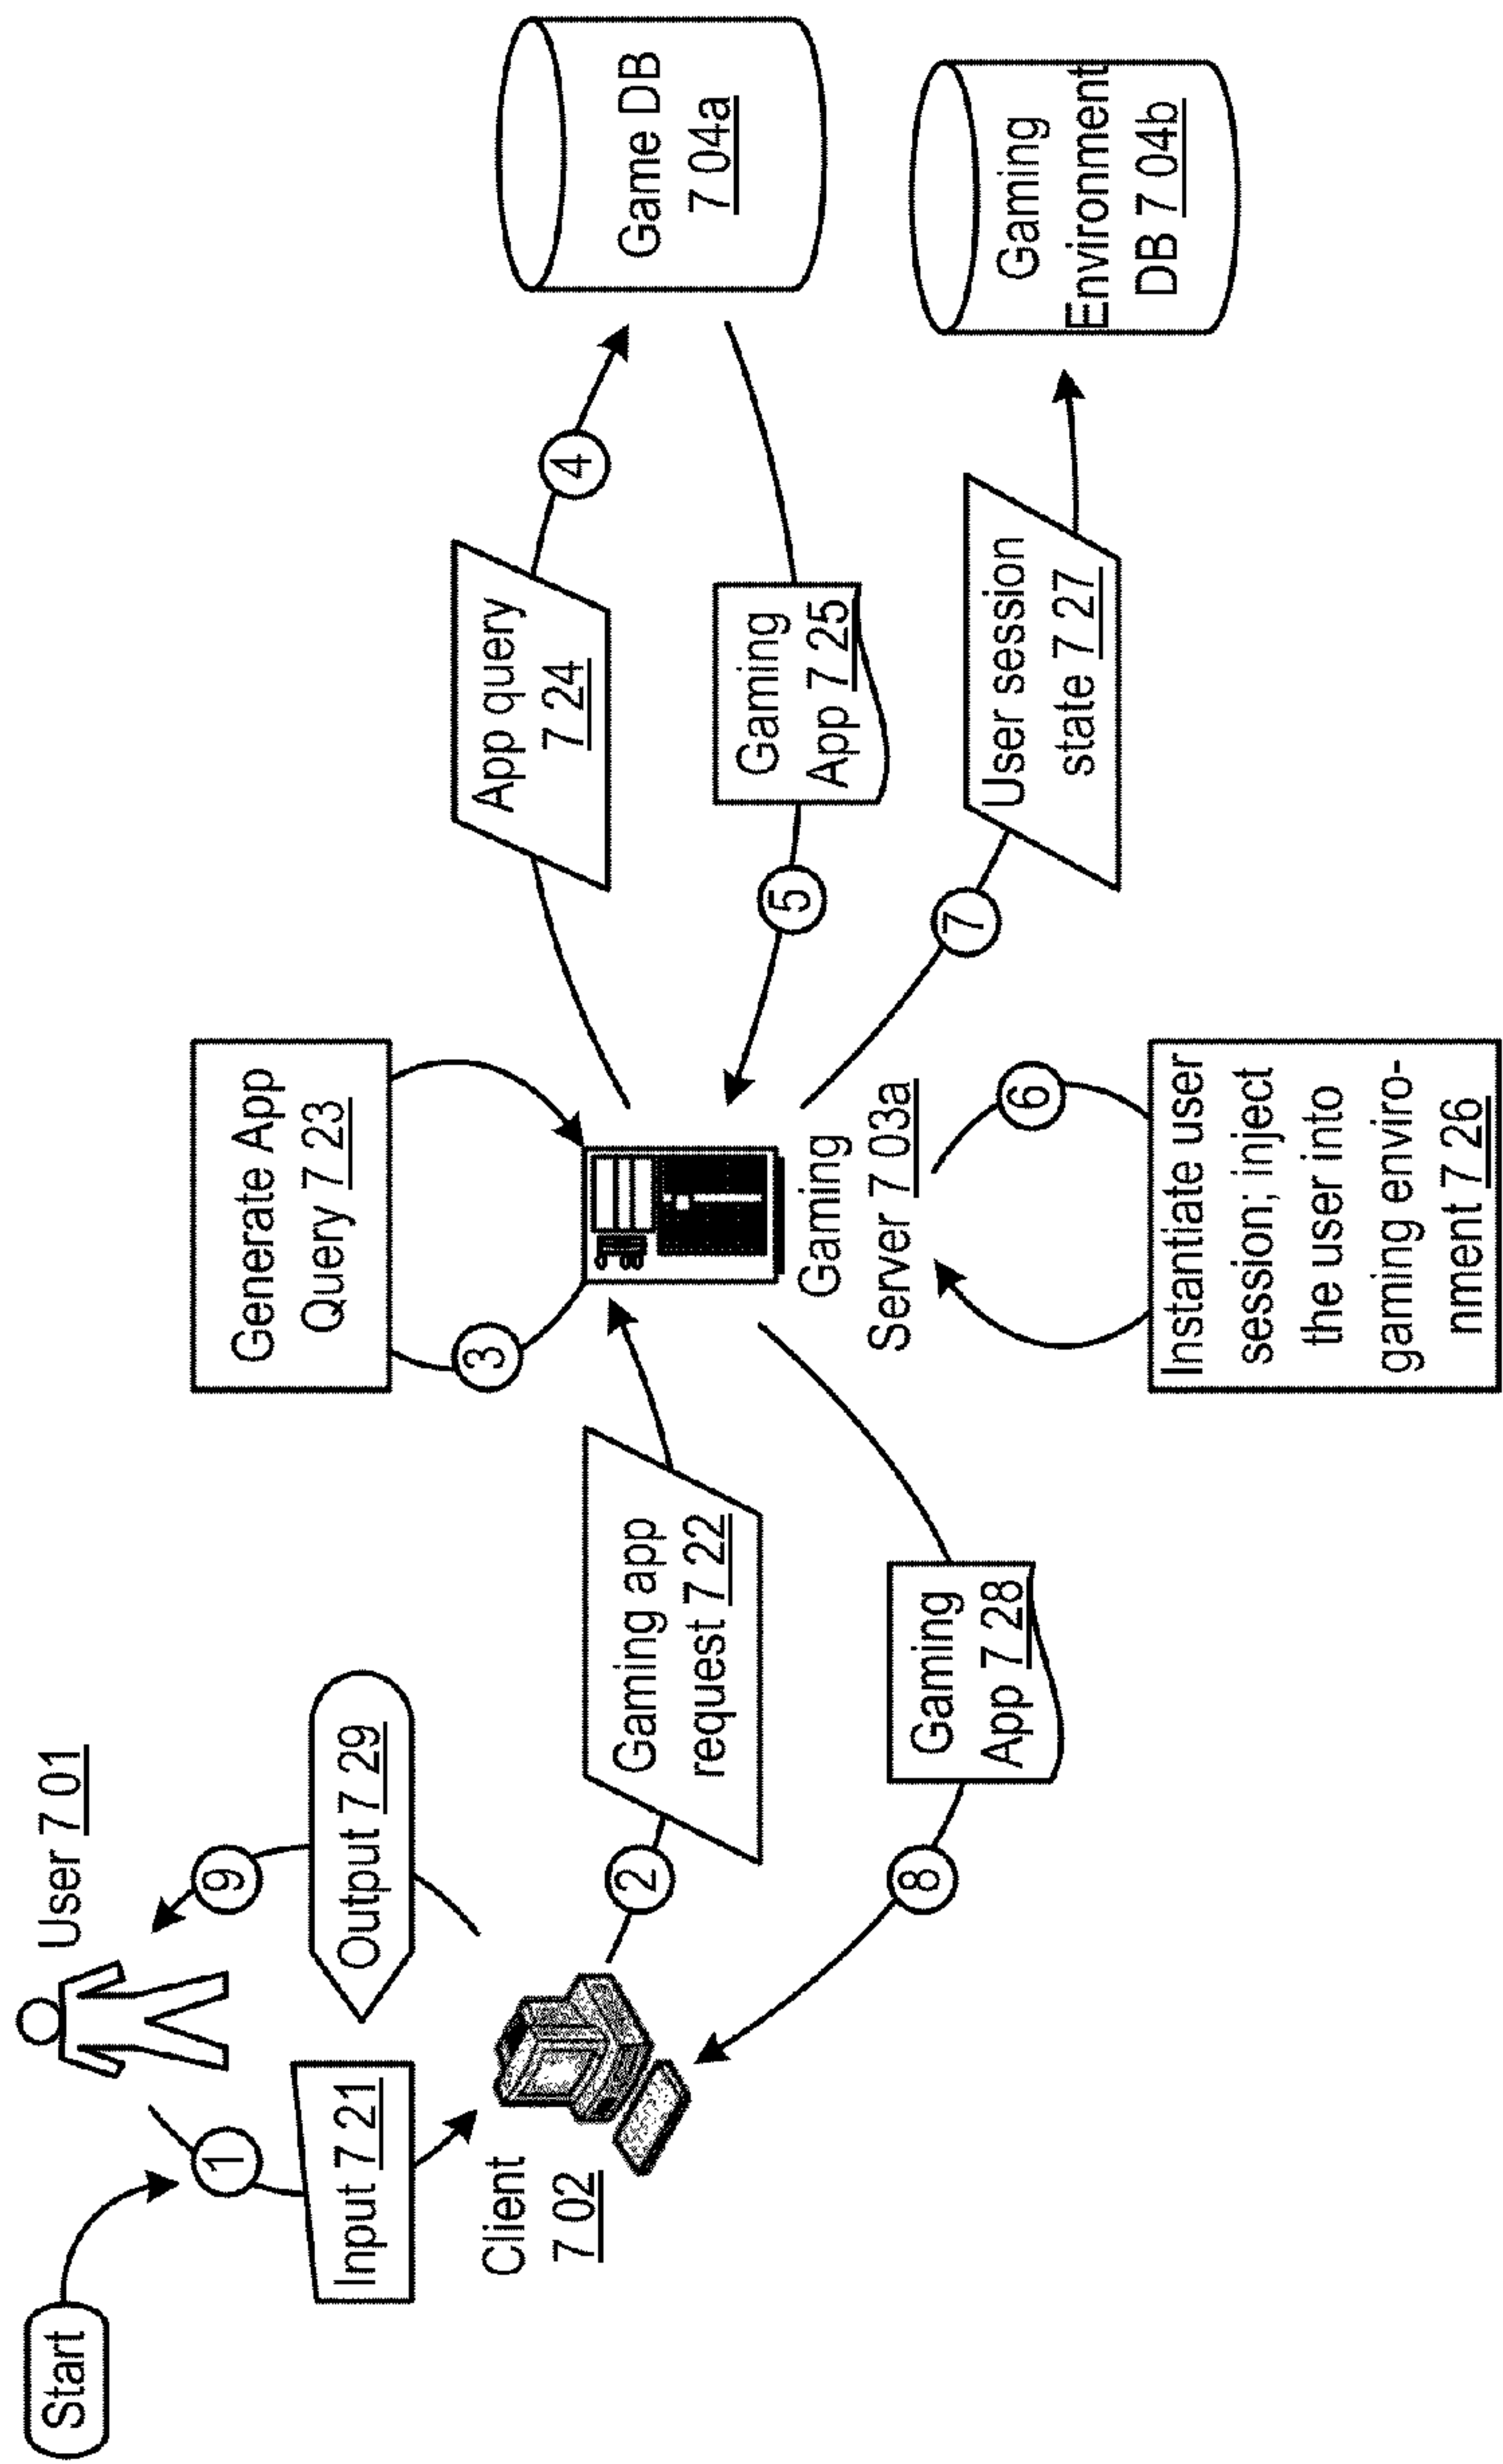 Start
1
User 7 01
9
Input 7 21
Output 7 29
Client
7 02
2
Gaming app
request 7 22
8
Gaming
App 7 28
Generate App
Query 7 23
3
Gaming
Server 7 03a
6
Instantiate user
session; inject
the user into
gaming enviro-
nment 7 26
App query
7 24
4
5
Gaming
App 7 25
7
User session
state 7 27
Game DB
7 04a
Gaming
Environment
DB 7 04b